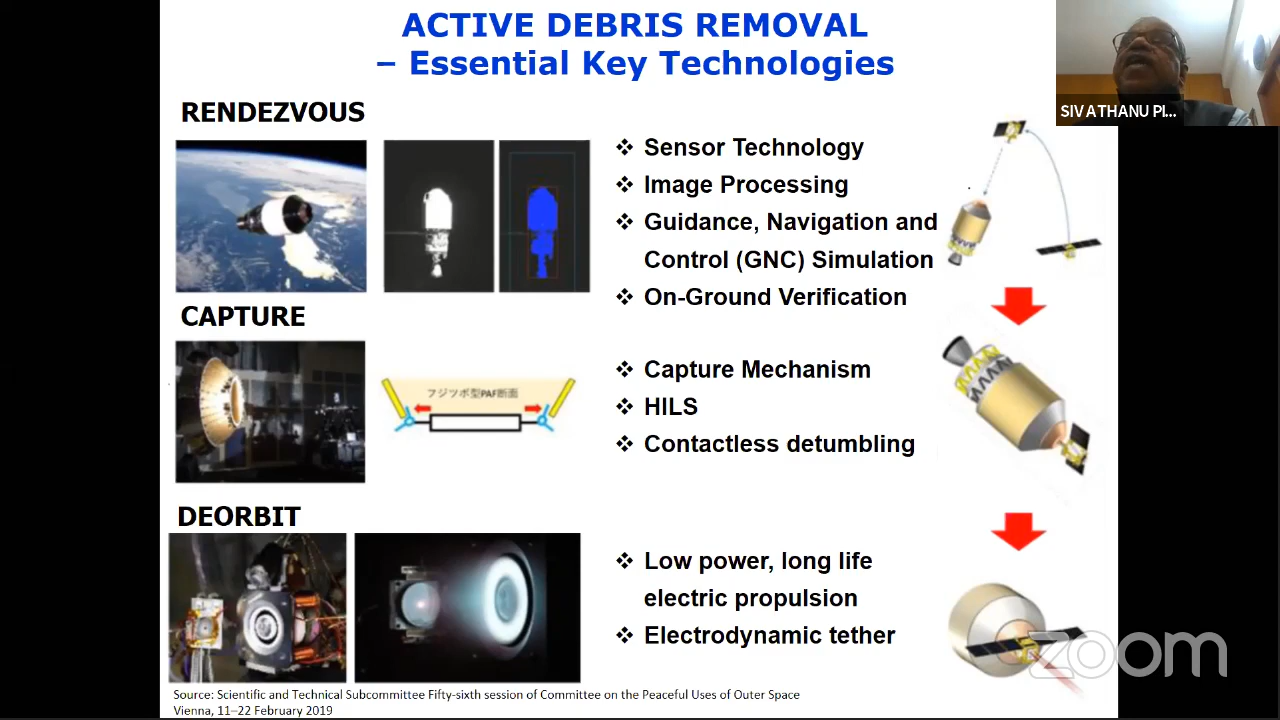 ACTIVE DEBRIS REMOVAL
– Essential Key Technologies
SIV ATHANU PI...
RENDEZVOUS
❖ Sensor Technology
❖ Image Processing
❖ Guidance, Navigation and
Control (GNC) Simulation
❖ On-Ground Verification
CAPTURE
フジツボ型PAF断面
❖ Capture Mechanism
❖ HILS
❖ Contactless detumbling
DEORBIT
❖ Low power, long life
electric propulsion
❖ Electrodynamic tether
zoom
Source: Scientific and Technical Subcommittee Fifty-sixth session of Committee on the Peaceful Uses of Outer Space
Vienna, 11–22 February 2019